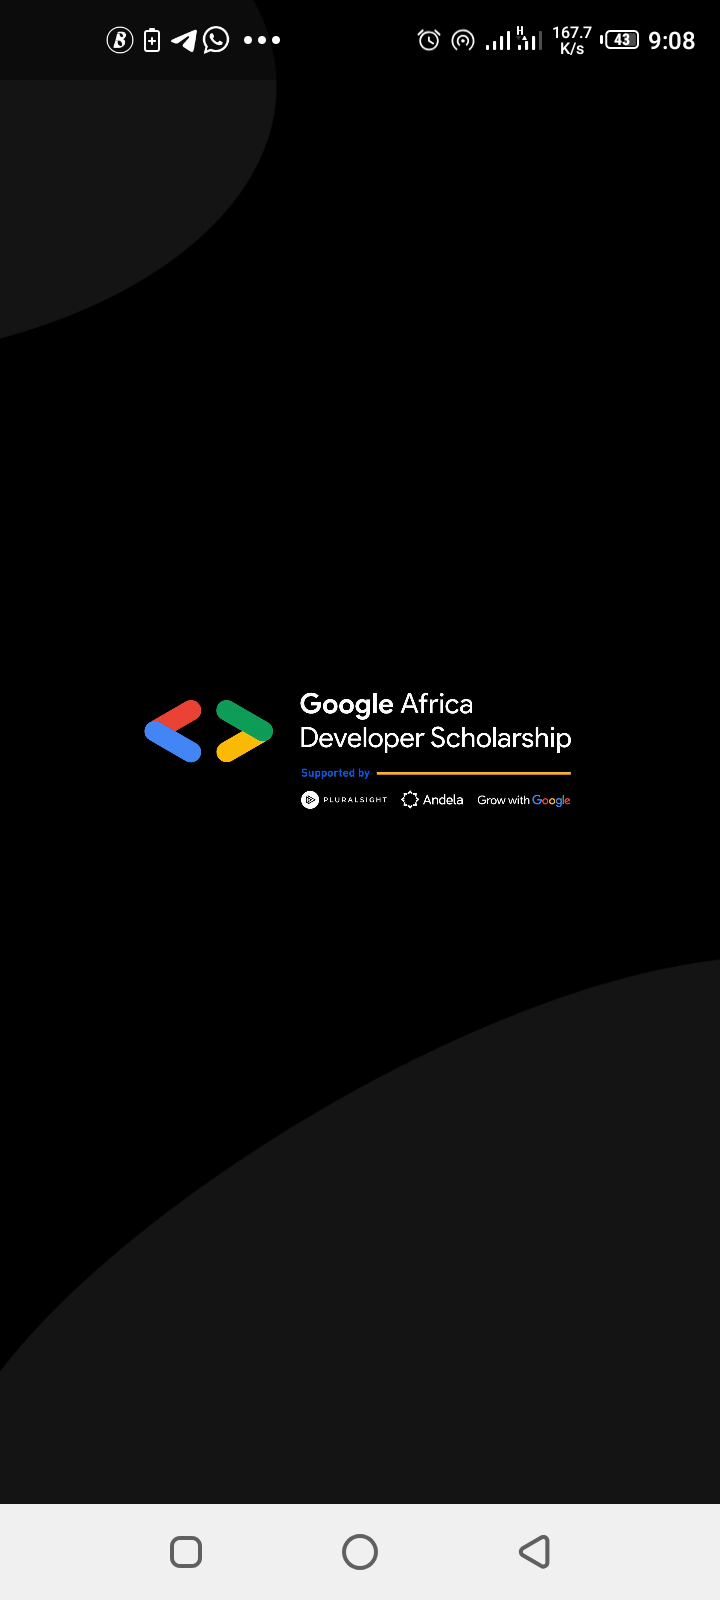 B
H
167.7
K/s
43
9:08
Google Africa
Developer Scholarship
Supported by
PLURALSIGHT Andela Grow with Google